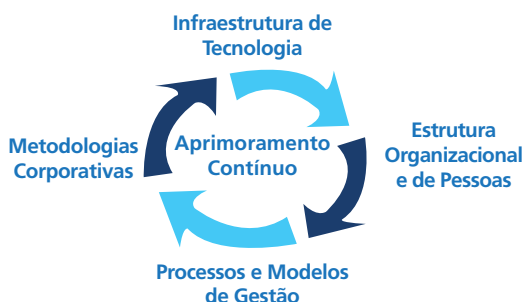 Infraestrutura de
Tecnologia
Metodologias
Corporativas
Aprimoramento
Contínuo
Estrutura
Organizacional
e de Pessoas
Processos e Modelos
de Gestão